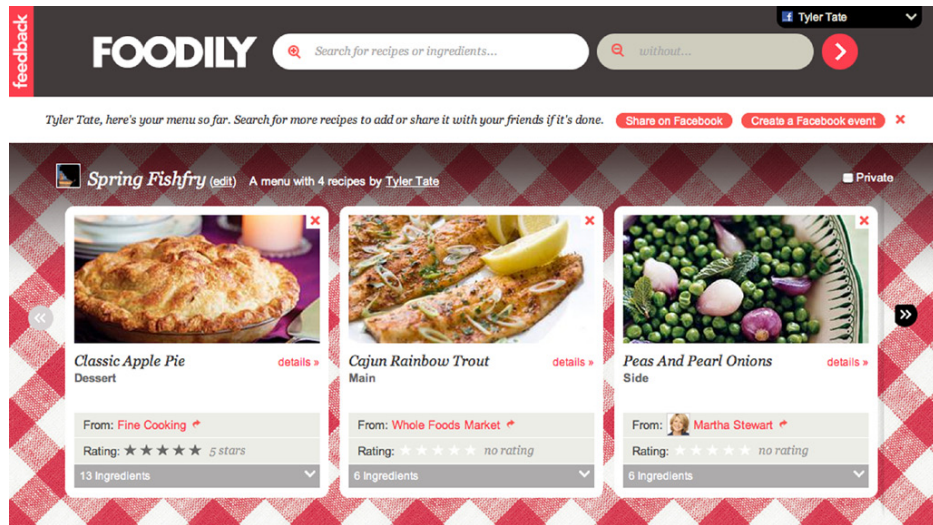 feedback
Tyler Tate
FOODILY
Search for recipes or ingredients...
without...
Tyler Tate, here's your menu so far. Search for more recipes to add or share it with your friends if it's done.
Share on Facebook
Create a Facebook event
Spring Fishfry (edit) A menu with 4 recipes by Tyler Tate
Private
Classic Apple Pie
details »
Dessert
From: Fine Cooking
Rating: ★★★★★ 5 stars
13 Ingredients
Cajun Rainbow Trout
details »
Main
From: Whole Foods Market
Rating: ★★★★★ no rating
6 Ingredients
Peas And Pearl Onions
details »
Side
From: Martha Stewart
Rating: ★★★★★ no rating
6 Ingredients